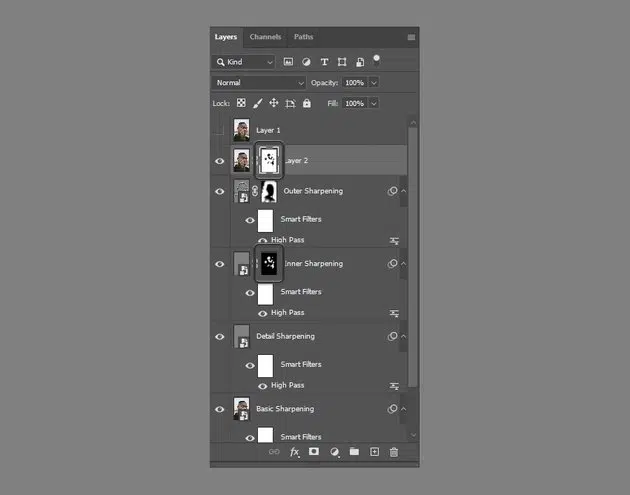 Layers Channels Paths
Kind
Normal Opacity: 100%
Lock: Fill: 100%
Layer 1
Layer 2
Outer Sharpening
Smart Filters
High Pass
Inner Sharpening
Smart Filters
High Pass
Detail Sharpening
Smart Filters
High Pass
Basic Sharpening
Smart Filters
fx